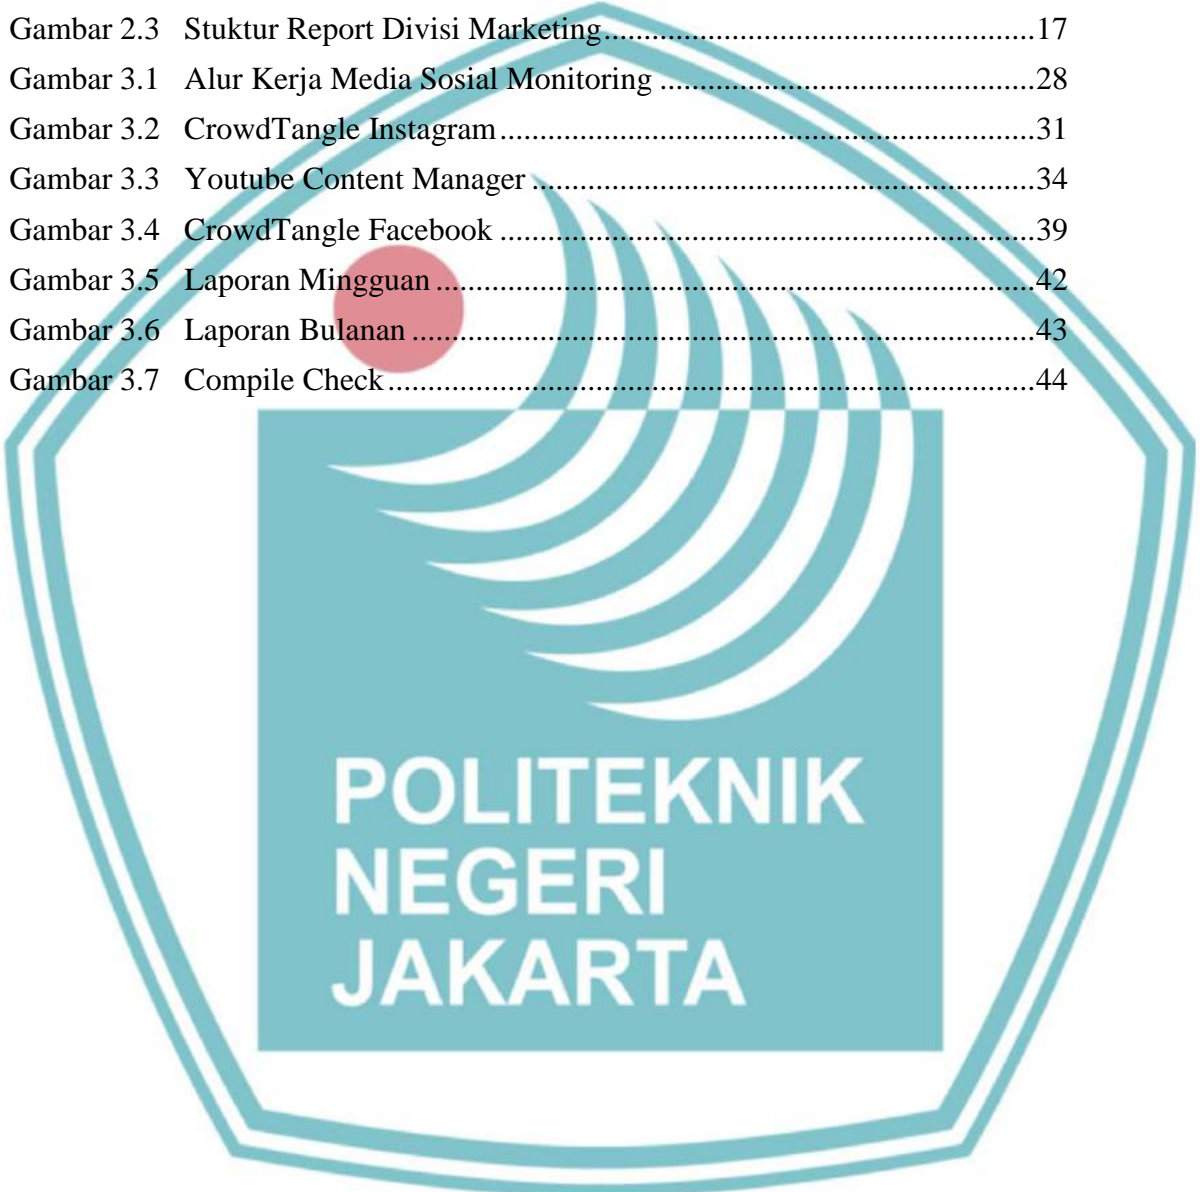 Gambar 2.3 Stuktur Report Divisi Marketing......................................................17
Gambar 3.1 Alur Kerja Media Sosial Monitoring ...............................................28
Gambar 3.2 CrowdTangle Instagram...................................................................31
Gambar 3.3 Youtube Content Manager ...............................................................34
Gambar 3.4 CrowdTangle Facebook ...................................................................39
Gambar 3.5 Laporan Mingguan ...........................................................................42
Gambar 3.6 Laporan Bulanan ..............................................................................43
Gambar 3.7 Compile Check.................................................................................44
POLITEKNIK
NEGERI
JAKARTA